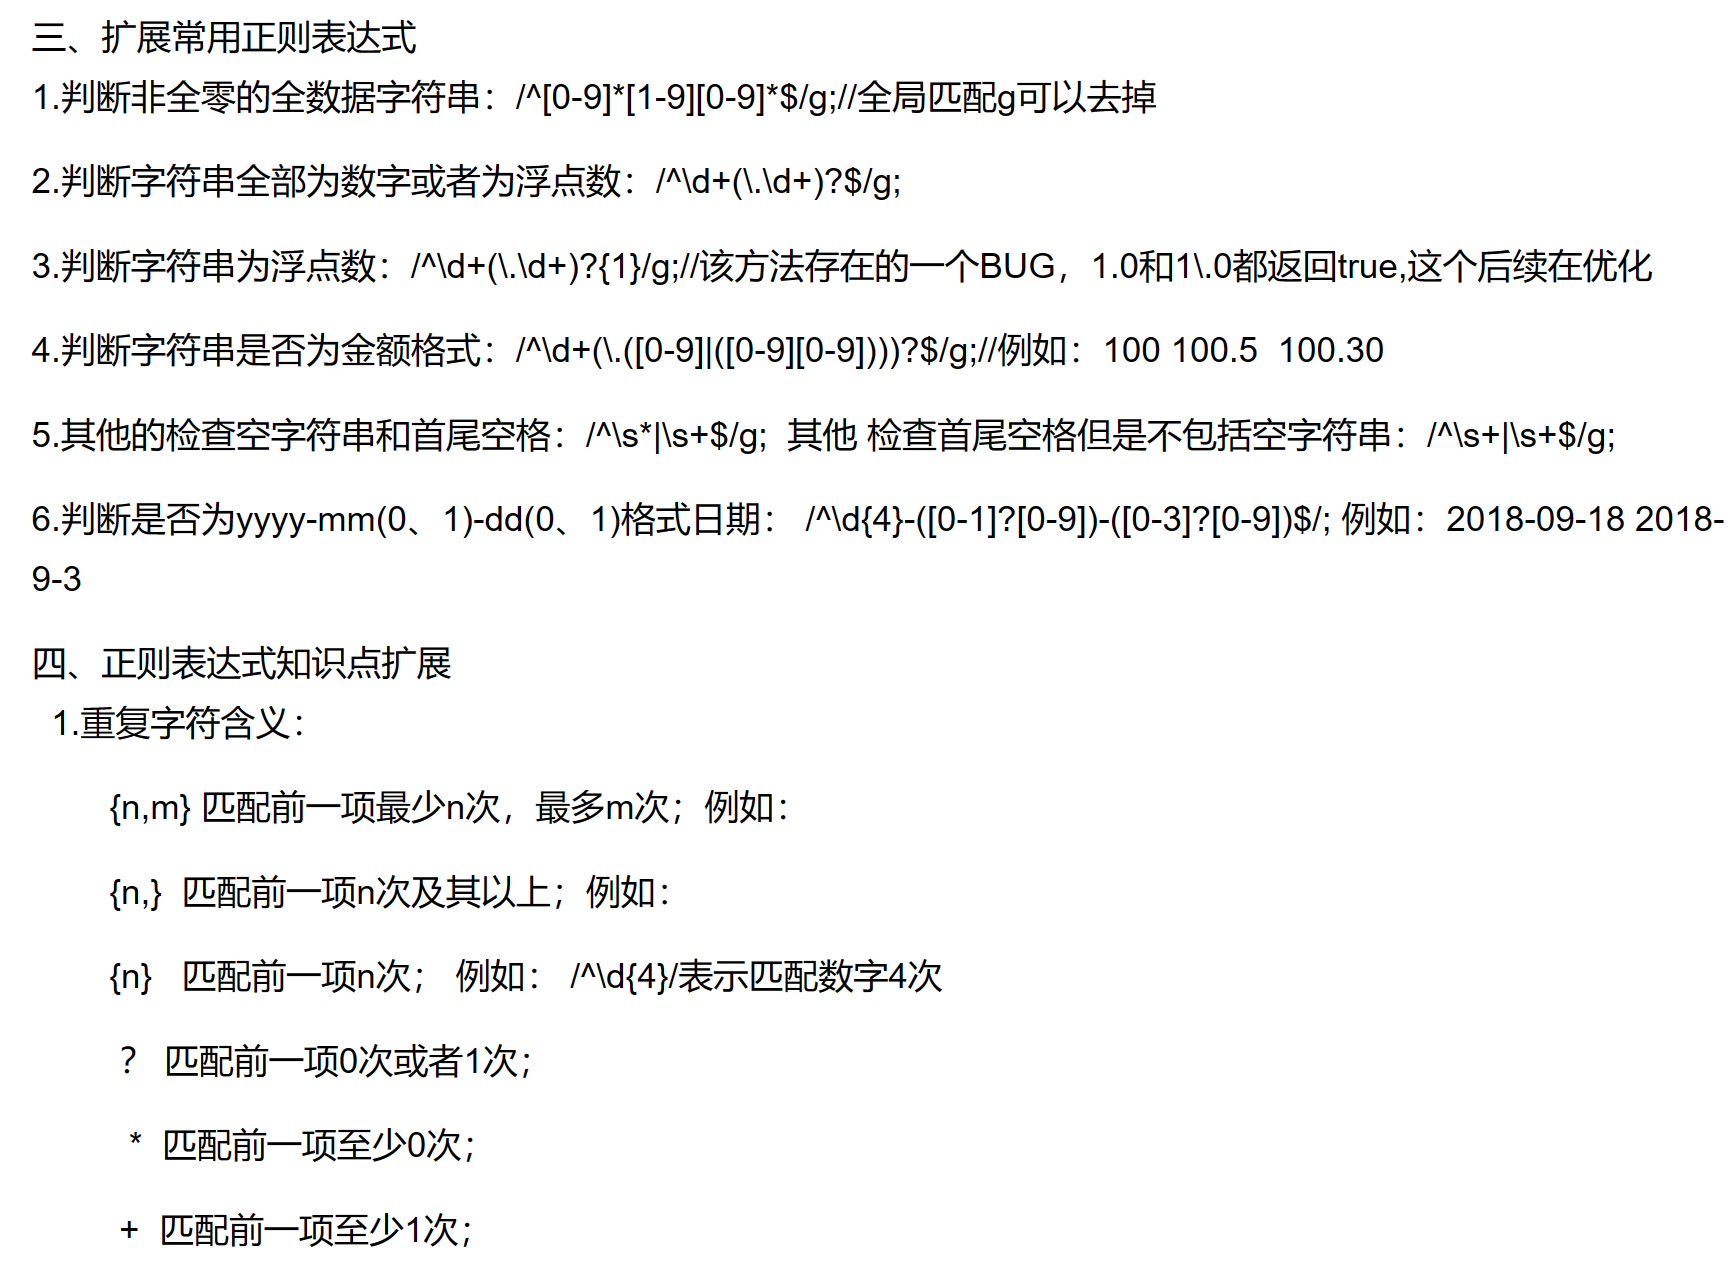 三、扩展常用正则表达式
1.判断非全零的全数据字符串：/^[0-9]*[1-9][0-9]*$/g;//全局匹配g可以去掉
2.判断字符串全部为数字或者为浮点数：/^\d+(\.\d+)?$/g;
3.判断字符串为浮点数：/^\d+(\.\d+)?{1}/g;//该方法存在的一个BUG，1.0和1\.0都返回true,这个后续在优化
4.判断字符串是否为金额格式：/^\d+(\.([0-9]|([0-9][0-9])))?$/g;//例如：100 100.5  100.30
5.其他的检查空字符串和首尾空格：/^\s*|\s+$/g;  其他 检查首尾空格但是不包括空字符串：/^\s+|\s+$/g;
6.判断是否为yyyy-mm(0、1)-dd(0、1)格式日期： /^\d{4}-([0-1]?[0-9])-([0-3]?[0-9])$/; 例如：2018-09-18 2018-
9-3
四、正则表达式知识点扩展
1.重复字符含义：
{n,m} 匹配前一项最少n次，最多m次；例如：
{n,}  匹配前一项n次及其以上；例如：
{n}   匹配前一项n次； 例如： /^\d{4}/表示匹配数字4次
？  匹配前一项0次或者1次；
*  匹配前一项至少0次；
+  匹配前一项至少1次；